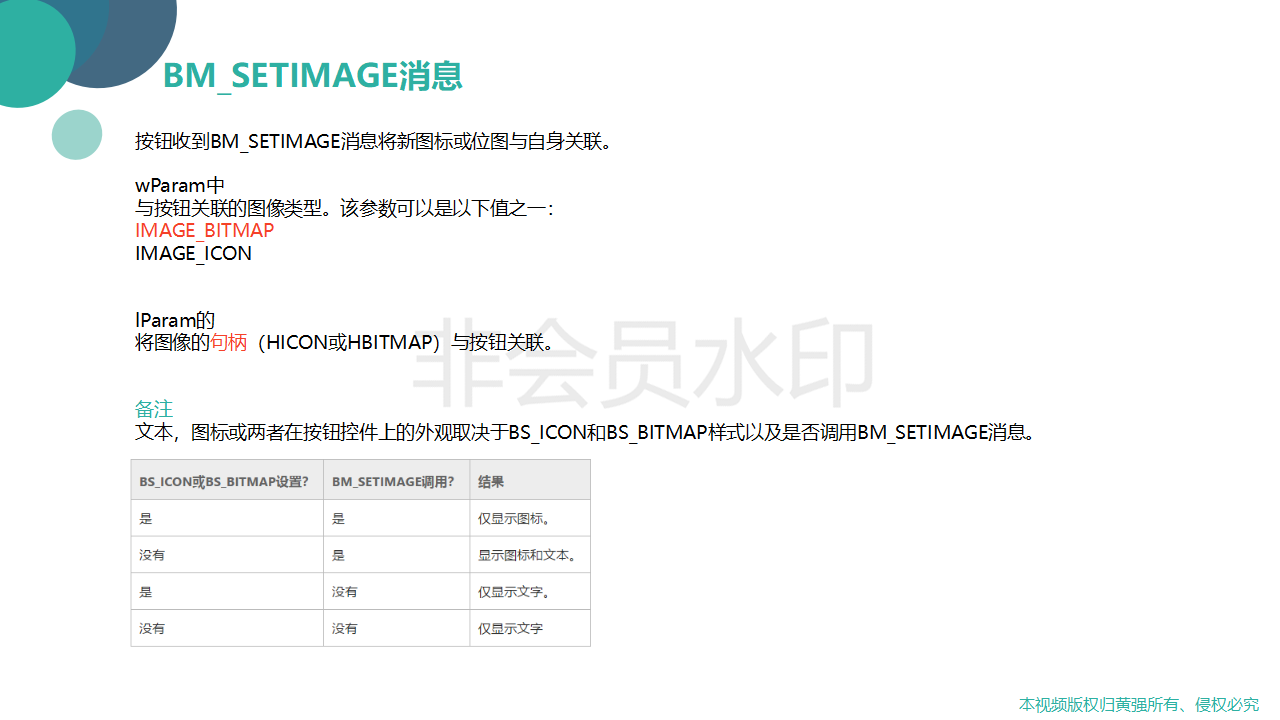 BM_SETIMAGE消息
按钮收到BM_SETIMAGE消息将新图标或位图与自身关联。
wParam中
与按钮关联的图像类型。该参数可以是以下值之一：
IMAGE_BITMAP
IMAGE_ICON
lParam的
将图像的句柄（HICON或HBITMAP）与按钮关联。
非会员水印
备注
文本，图标或两者在按钮控件上的外观取决于BS_ICON和BS_BITMAP样式以及是否调用BM_SETIMAGE消息。
BS_ICON或BS_BITMAP设置？ BM_SETIMAGE调用？ 结果
是 是 仅显示图标。
没有 是 显示图标和文本。
是 没有 仅显示文字。
没有 没有 仅显示文字
本视频版权归黄强所有、侵权必究